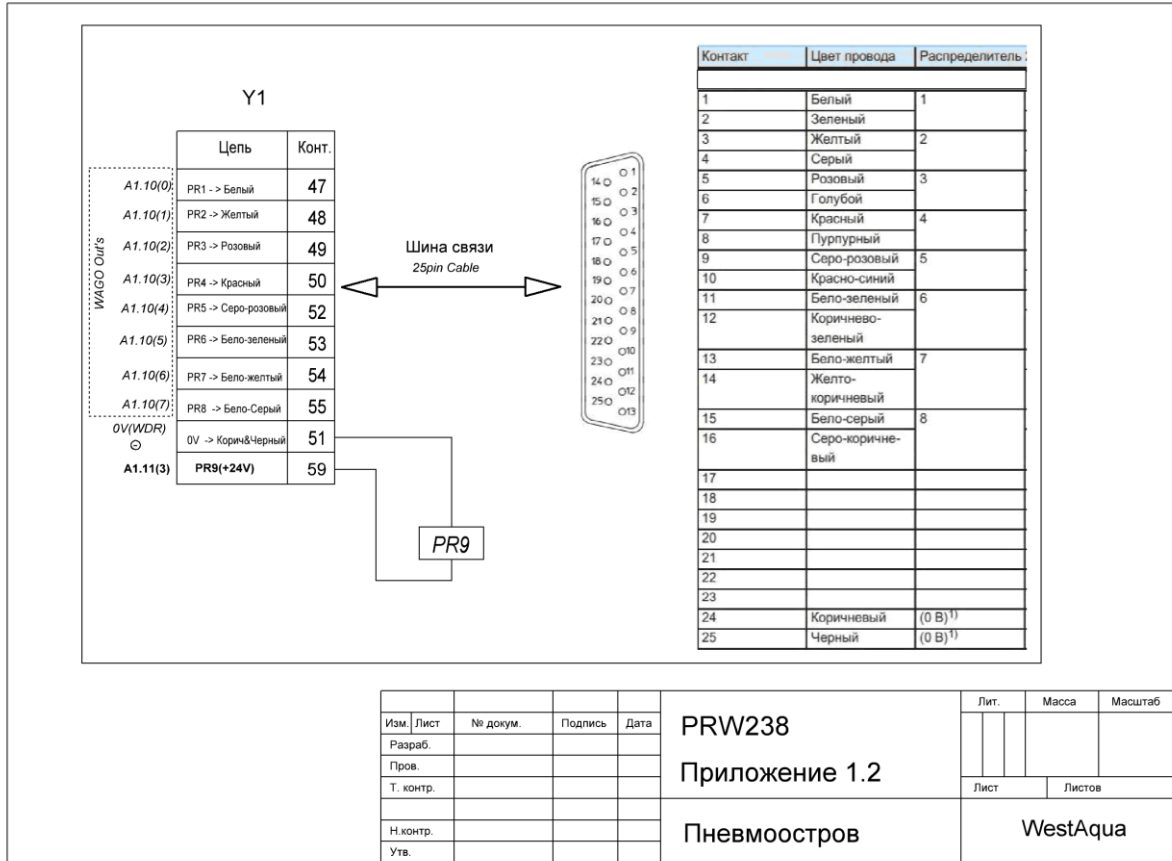 Y1
Цепь Конт.
WAGO Out's
A1.10(0) PR1 -> Белый 47
A1.10(1) PR2 -> Желтый 48
A1.10(2) PR3 -> Розовый 49
A1.10(3) PR4 -> Красный 50
A1.10(4) PR5 -> Серо-розовый 52
A1.10(5) PR6 -> Бело-зеленый 53
A1.10(6) PR7 -> Бело-желтый 54
A1.10(7) PR8 -> Бело-Серый 55
0V(WDR) 0V -> Корич&Черный 51
A1.11(3) PR9(+24V) 59
PR9
Шина связи
25pin Cable
1
14
2
15
3
16
4
17
5
18
6
19
7
20
8
21
9
22
10
23
11
24
12
25
13
Контакт Цвет провода Распределитель
1 Белый 1
2 Зеленый
3 Желтый 2
4 Серый
5 Розовый 3
6 Голубой
7 Красный 4
8 Пурпурный
9 Серо-розовый 5
10 Красно-синий
11 Бело-зеленый 6
12 Коричнево-
зеленый
13 Бело-желтый 7
14 Желто-
коричневый
15 Бело-серый 8
16 Серо-коричне-
вый
17
18
19
20
21
22
23
24 Коричневый (0 В)1)
25 Черный (0 В)1)
Изм. Лист № докум. Подпись Дата
Разраб.
Пров.
Т. контр.
Н.контр.
Утв.
PRW238
Приложение 1.2
Пневмоостров
Лит. Масса Масштаб
Лист Листов
WestAqua